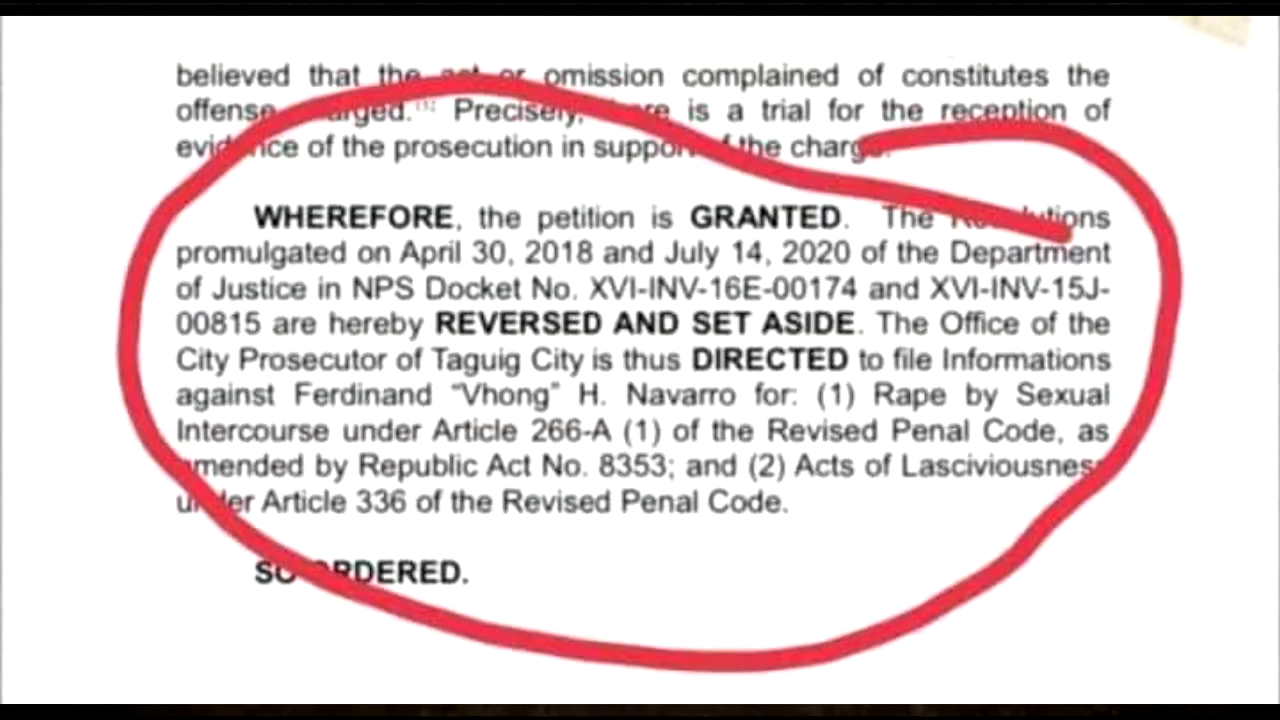 believed that the act or omission complained of constitutes the
offense charged.[1] Precisely, there is a trial for the reception of
evidence of the prosecution in support of the charge.
WHEREFORE, the petition is GRANTED. The Resolutions
promulgated on April 30, 2018 and July 14, 2020 of the Department
of Justice in NPS Docket No. XVI-INV-16E-00174 and XVI-INV-15J-
00815 are hereby REVERSED AND SET ASIDE. The Office of the
City Prosecutor of Taguig City is thus DIRECTED to file Informations
against Ferdinand "Vhong" H. Navarro for: (1) Rape by Sexual
Intercourse under Article 266-A (1) of the Revised Penal Code, as
amended by Republic Act No. 8353; and (2) Acts of Lasciviousness
under Article 336 of the Revised Penal Code.
SO ORDERED.